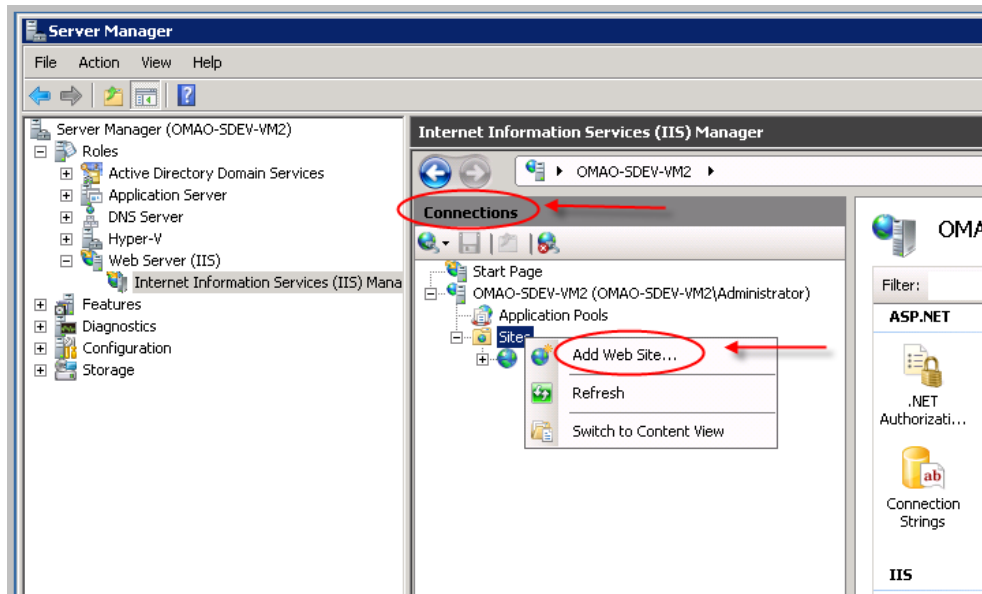 Server Manager
File Action View Help
Server Manager (OMAO-SDEV-VM2)
Roles
Active Directory Domain Services
Application Server
DNS Server
Hyper-V
Web Server (IIS)
Internet Information Services (IIS) Mana
Features
Diagnostics
Configuration
Storage
Internet Information Services (IIS) Manager
OMAO-SDEV-VM2
Connections
Start Page
OMAO-SDEV-VM2 (OMAO-SDEV-VM2\Administrator)
Application Pools
Sites
Add Web Site...
Refresh
Switch to Content View
OMA
Filter:
ASP.NET
.NET
Authorizati...
ab
Connection
Strings
IIS